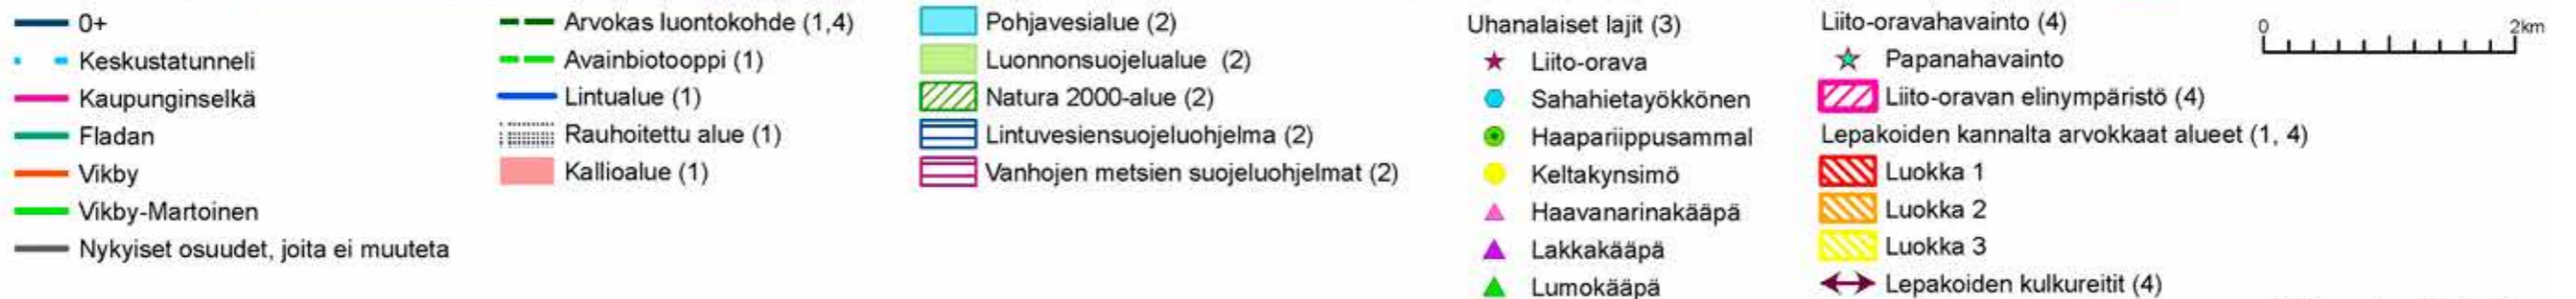 0+
Keskustatunneli
Kaupunginselkä
Fladan
Vikby
Vikby-Martoinen
Nykyiset osuudet, joita ei muuteta
Arvokas luontokohde (1,4)
Avainbiotooppi (1)
Lintualue (1)
Rauhoitettu alue (1)
Kallioalue (1)
Pohjavesialue (2)
Luonnonsuojelualue (2)
Natura 2000-alue (2)
Lintuvesiensuojeluohjelma (2)
Vanhojen metsien suojeluohjelmat (2)
Uhanalaiset lajit (3)
Liito-orava
Sahahietayökkönen
Haapariippusammal
Keltakynsimö
Haavanarinakääpä
Lakkakääpä
Lumokääpä
Liito-oravahavainto (4)
Papanahavainto
Liito-oravan elinympäristö (4)
Lepakoiden kannalta arvokkaat alueet (1, 4)
Luokka 1
Luokka 2
Luokka 3
Lepakoiden kulkureitit (4)
0 2km